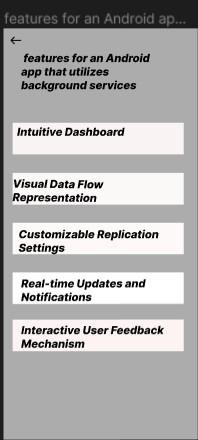 features for an Android ap...
features for an Android
app that utilizes
background services
Intuitive Dashboard
Visual Data Flow
Representation
Customizable Replication
Settings
Real-time Updates and
Notifications
Interactive User Feedback
Mechanism